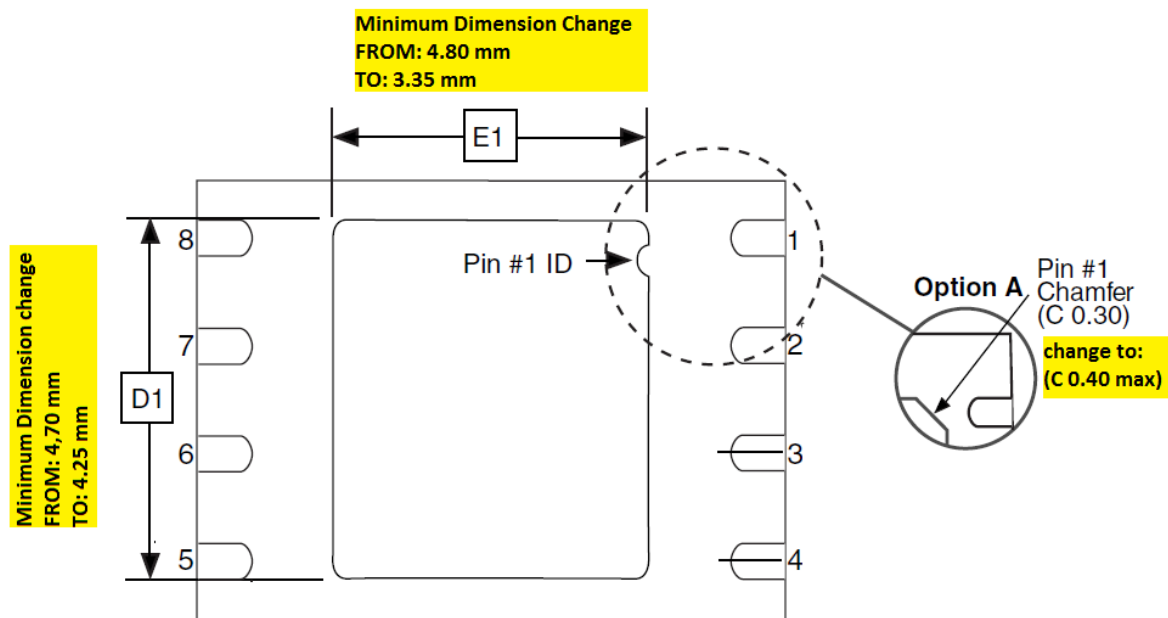 Minimum Dimension Change
FROM: 4.80 mm
TO: 3.35 mm
E1
8
1
Pin #1 ID
Minimum Dimension change
FROM: 4,70 mm
TO: 4.25 mm
D1
7
2
6
3
5
4
Option A
Pin #1
Chamfer
(C 0.30)
change to:
(C 0.40 max)